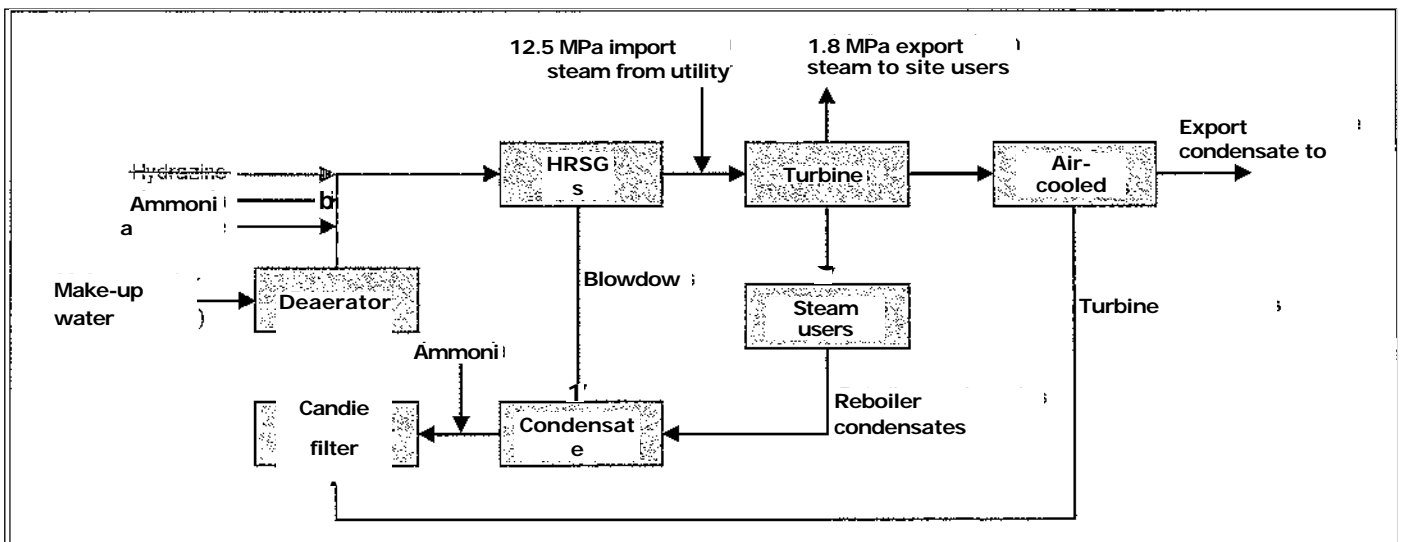 12.5 MPa import
steam from utility
1.8 MPa export
steam to site users
Export
condensate to
Hydrazine
Ammoni
a
b
HRSG
s
Turbine
Air-
cooled
Make-up
water
)
Deaerator
Blowdow
Steam
users
Turbine
Ammoni
Candie
filter
1
Condensat
e
Reboiler
condensates